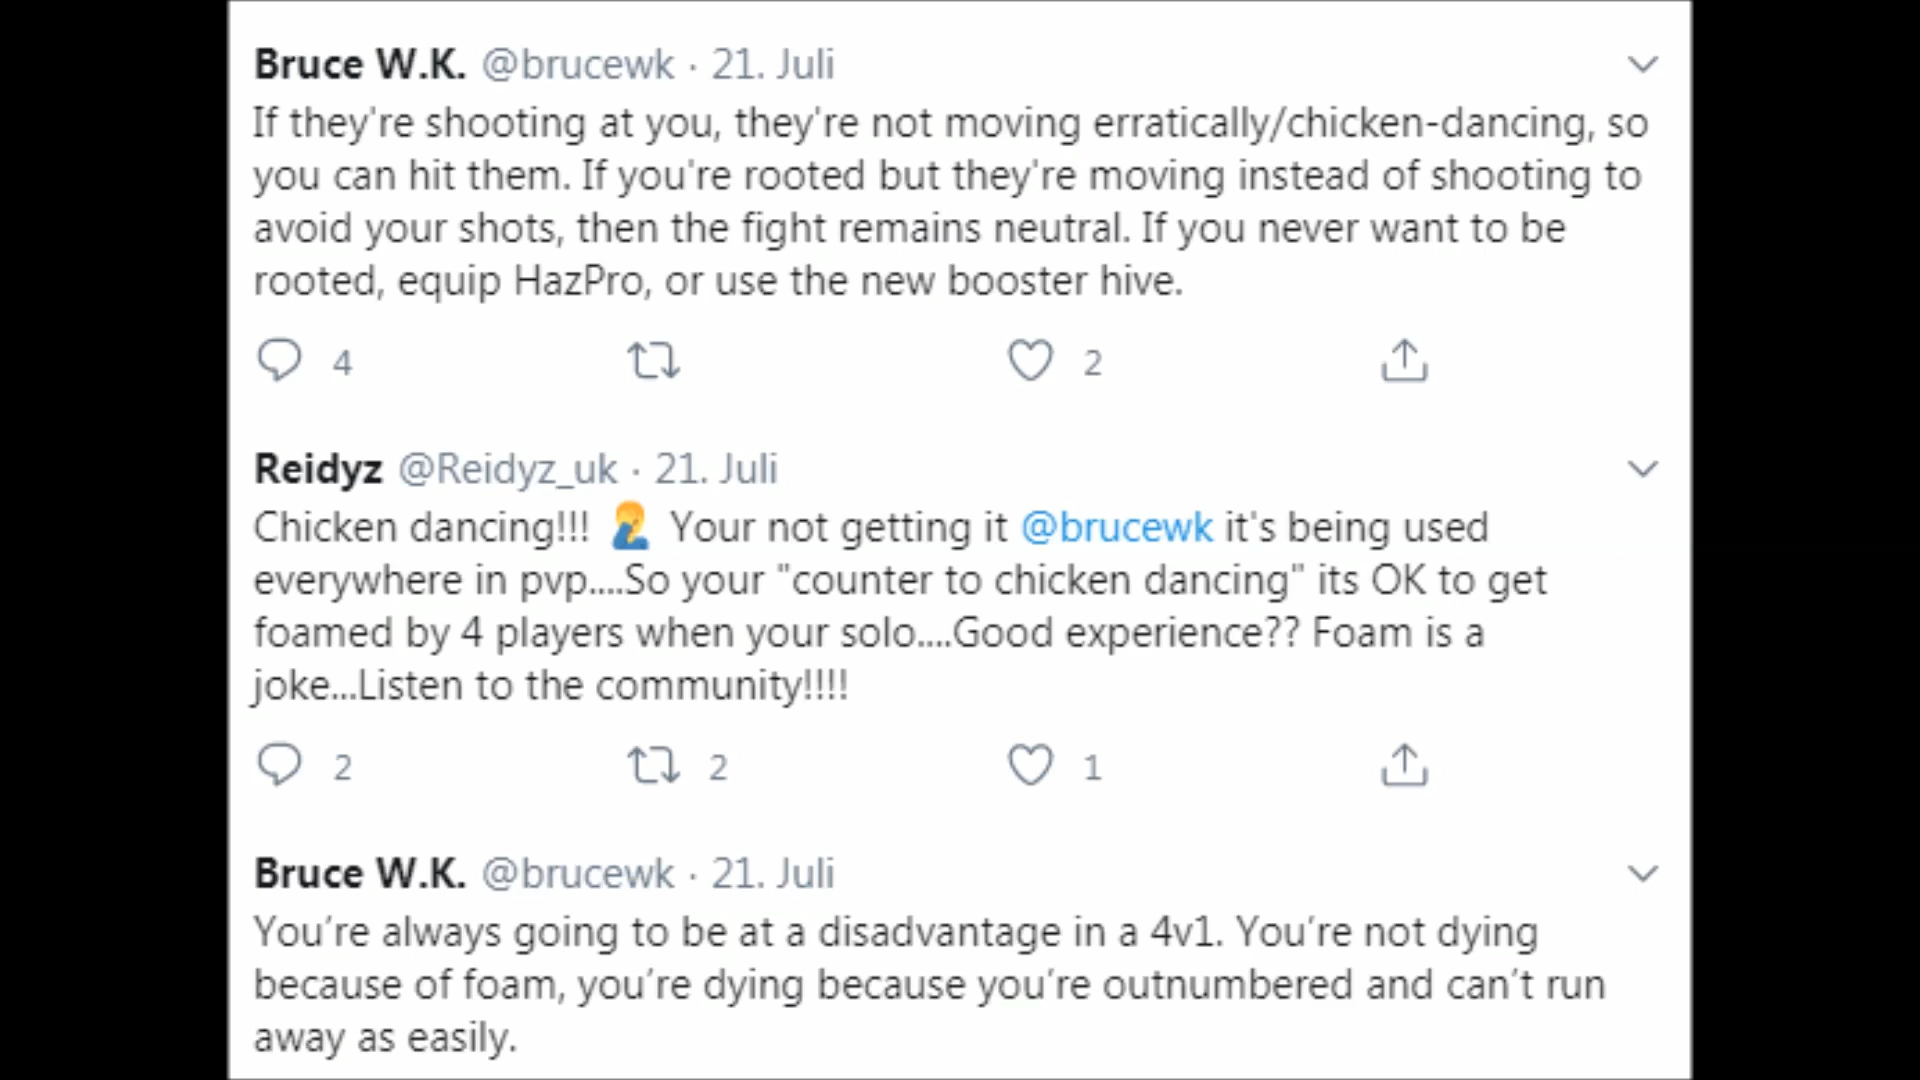 Bruce W.K. @brucewk · 21. Juli
If they're shooting at you, they're not moving erratically/chicken-dancing, so
you can hit them. If you're rooted but they're moving instead of shooting to
avoid your shots, then the fight remains neutral. If you never want to be
rooted, equip HazPro, or use the new booster hive.
4 2
Reidyz @Reidyz_uk · 21. Juli
Chicken dancing!!! 🤦‍♂️ Your not getting it @brucewk it's being used
everywhere in pvp....So your "counter to chicken dancing" its OK to get
foamed by 4 players when your solo....Good experience?? Foam is a
joke...Listen to the community!!!!
2 2 1
Bruce W.K. @brucewk · 21. Juli
You’re always going to be at a disadvantage in a 4v1. You’re not dying
because of foam, you’re dying because you’re outnumbered and can’t run
away as easily.